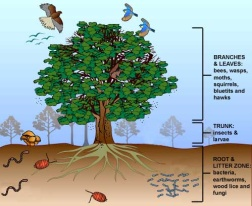 BRANCHES
& LEAVES:
bees, wasps,
moths,
squirrels,
bluetits and
hawks
TRUNK:
insects &
larvae
ROOT &
LITTER ZONE:
bacteria,
earthworms,
wood lice and
fungi